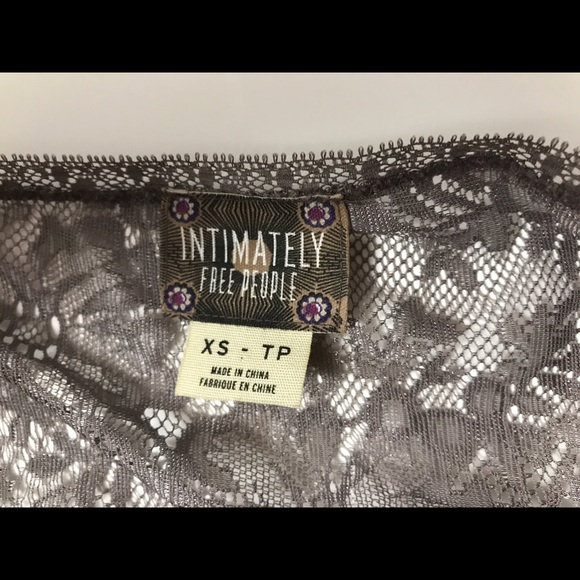 INTIMATELY
FREE PEOPLE
XS - TP
MADE IN CHINA
FABRIQUE EN CHINE